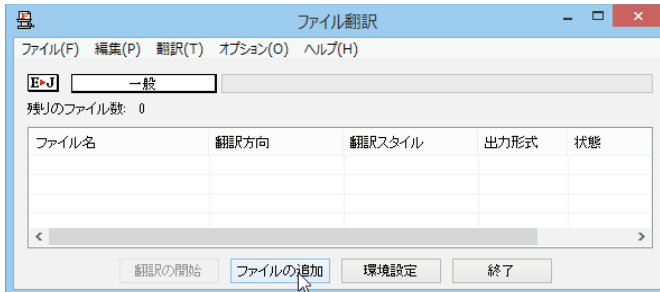 ファイル翻訳
ファイル(F) 編集(P) 翻訳(T) オプション(O) ヘルプ(H)
E▸J 一般
残りのファイル数: 0
ファイル名 翻訳方向 翻訳スタイル 出力形式 状態
翻訳の開始 ファイルの追加 環境設定 終了